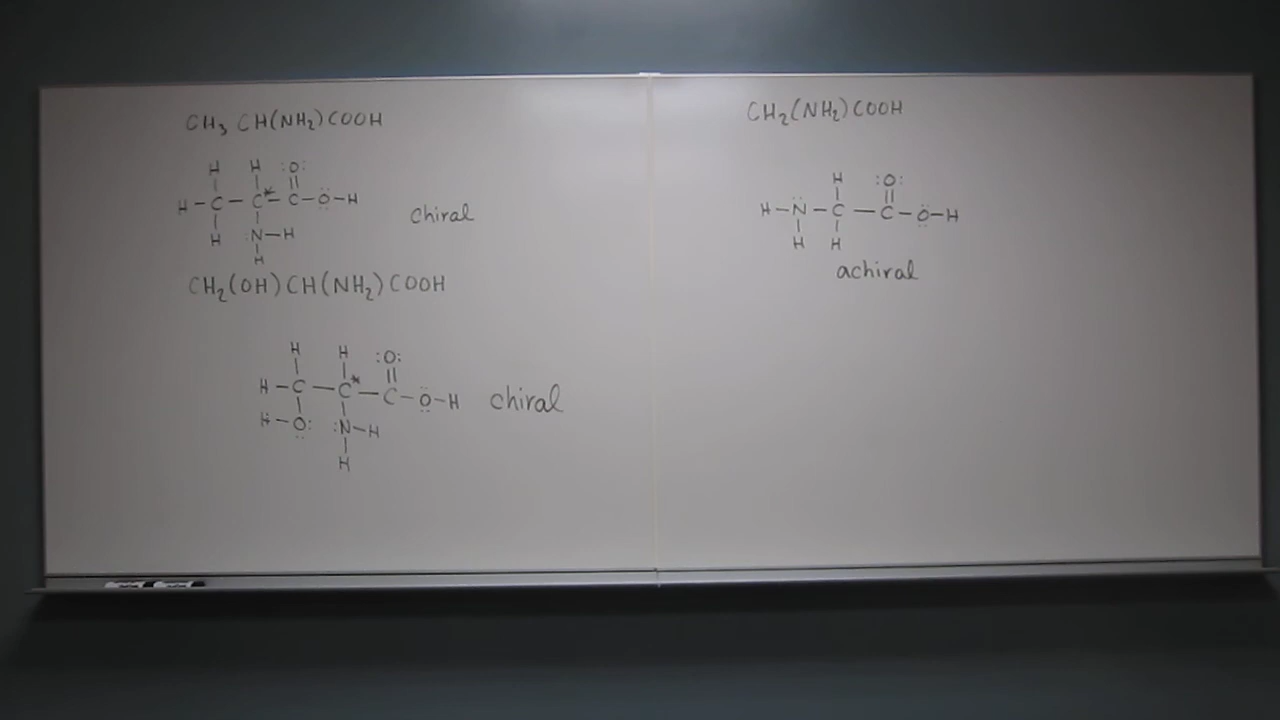 CH₃ CH(NH₂)COOH
H H :O:
H-C-C*-C-O-H
H :N-H
H
chiral
CH₂(OH)CH(NH₂)COOH
H H :O:
H-C-C*-C-O-H
H-O: :N-H
H
chiral
CH₂(NH₂)COOH
H :O:
H-N-C-C-O-H
H H
achiral